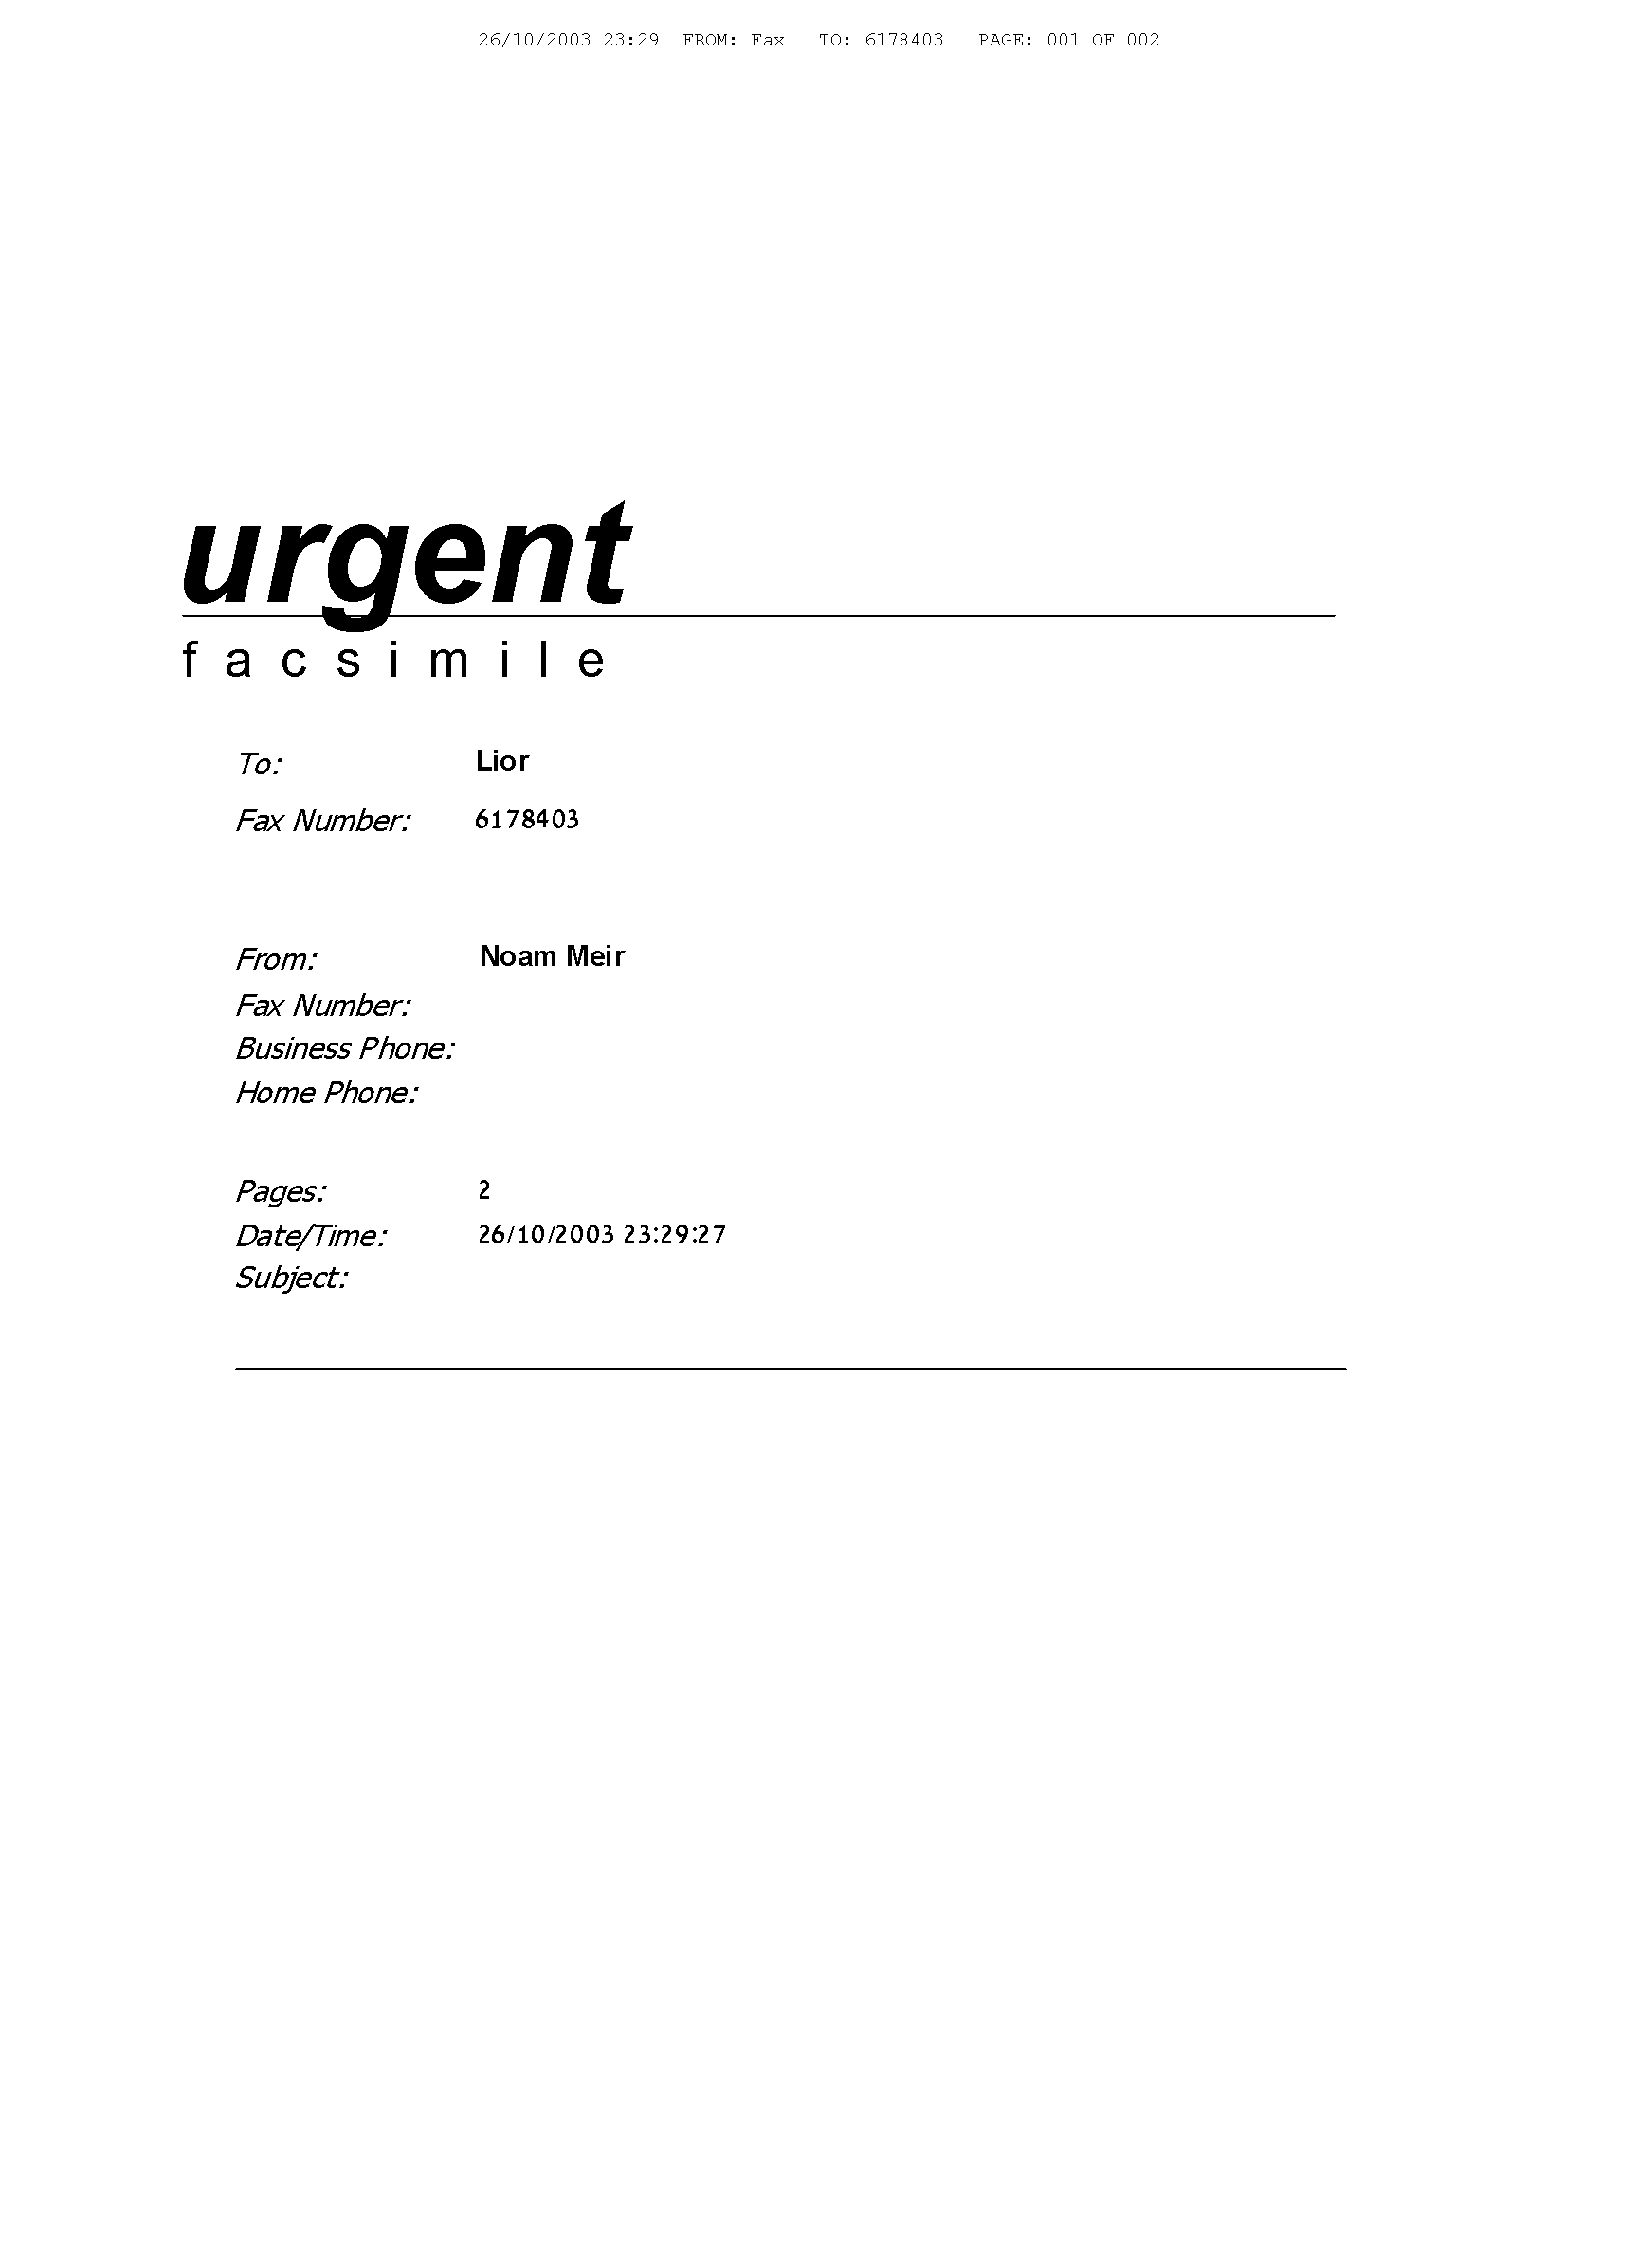 26/10/2003 23:29 FROM: Fax TO: 6178403 PAGE: 001 OF 002
urgent
facsimile
To: Lior
Fax Number: 6178403
From: Noam Meir
Fax Number:
Business Phone:
Home Phone:
Pages: 2
Date/Time: 26/10/2003 23:29:27
Subject: